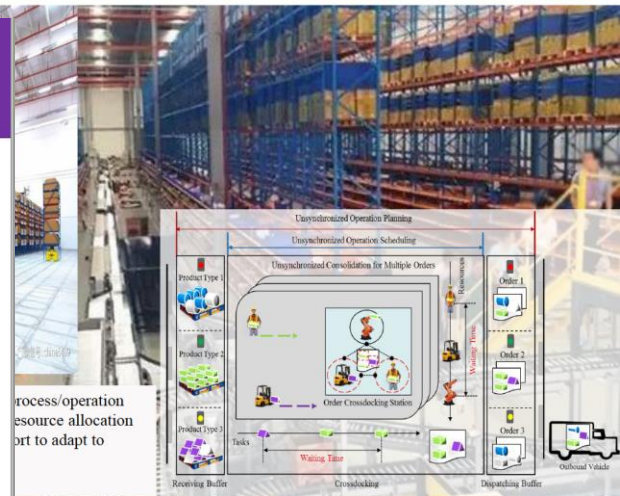 Unsynchronized Operation Planning
Unsynchronized Operation Scheduling
Unsynchronized Consolidation for Multiple Orders
Product Type 1
Product Type 2
Product Type 3
Resources
Waiting Time
Order Crossdocking Station
Tasks
Waiting Time
Order 1
Order 2
Order 3
Receiving Buffer
Crossdocking
Dispatching Buffer
Outbound Vehicle
process/operation
resource allocation
ort to adapt to